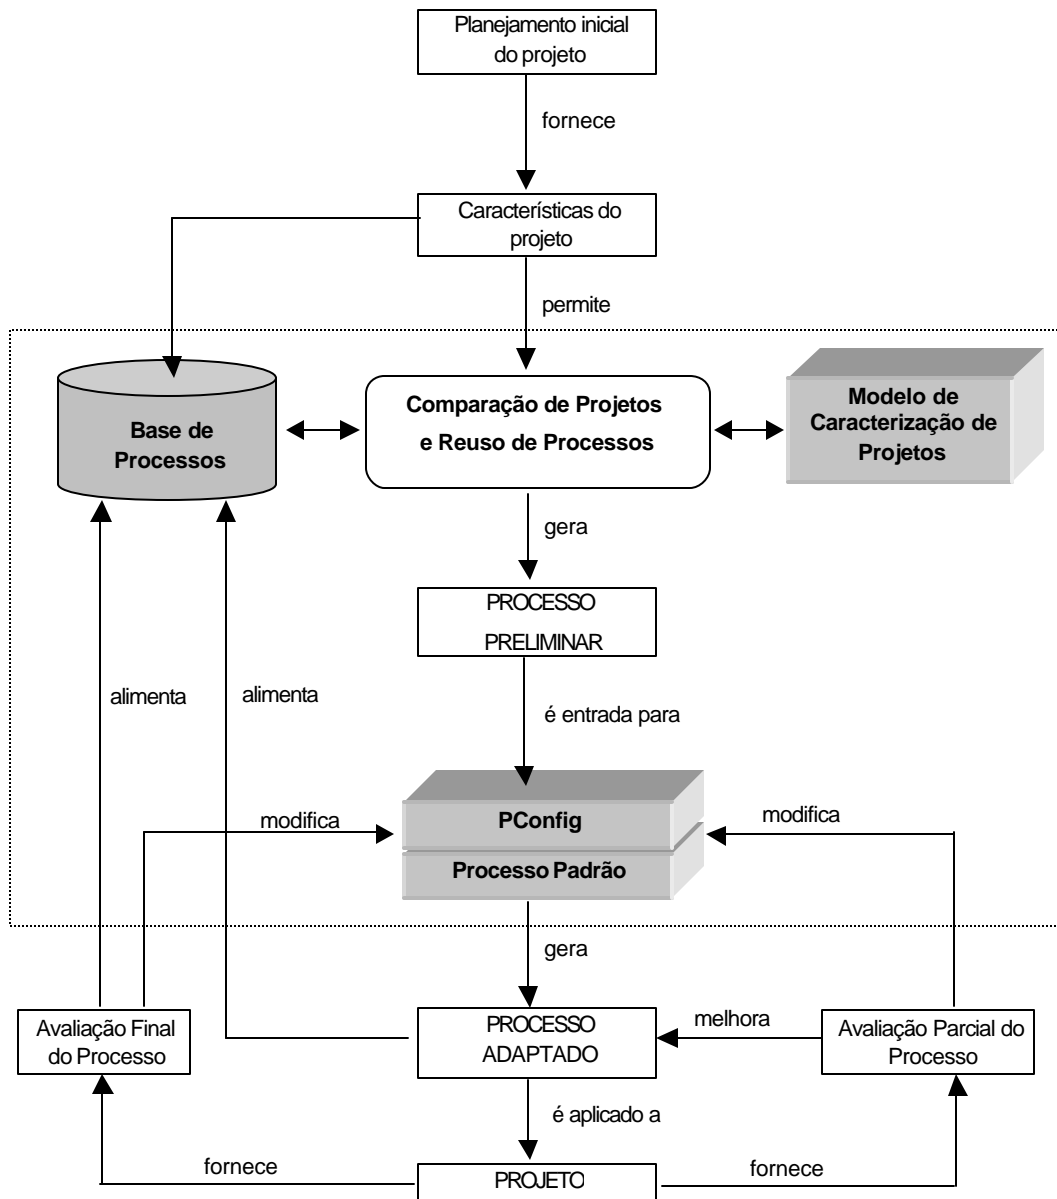 Planejamento inicial
do projeto
fornece
Características do
projeto
permite
Base de
Processos
Comparação de Projetos
e Reuso de Processos
Modelo de
Caracterização de
Projetos
gera
PROCESSO
PRELIMINAR
alimenta
alimenta
é entrada para
modifica
PConfig
modifica
Processo Padrão
gera
Avaliação Final
do Processo
PROCESSO
ADAPTADO
melhora
Avaliação Parcial do
Processo
é aplicado a
fornece
PROJETO
fornece